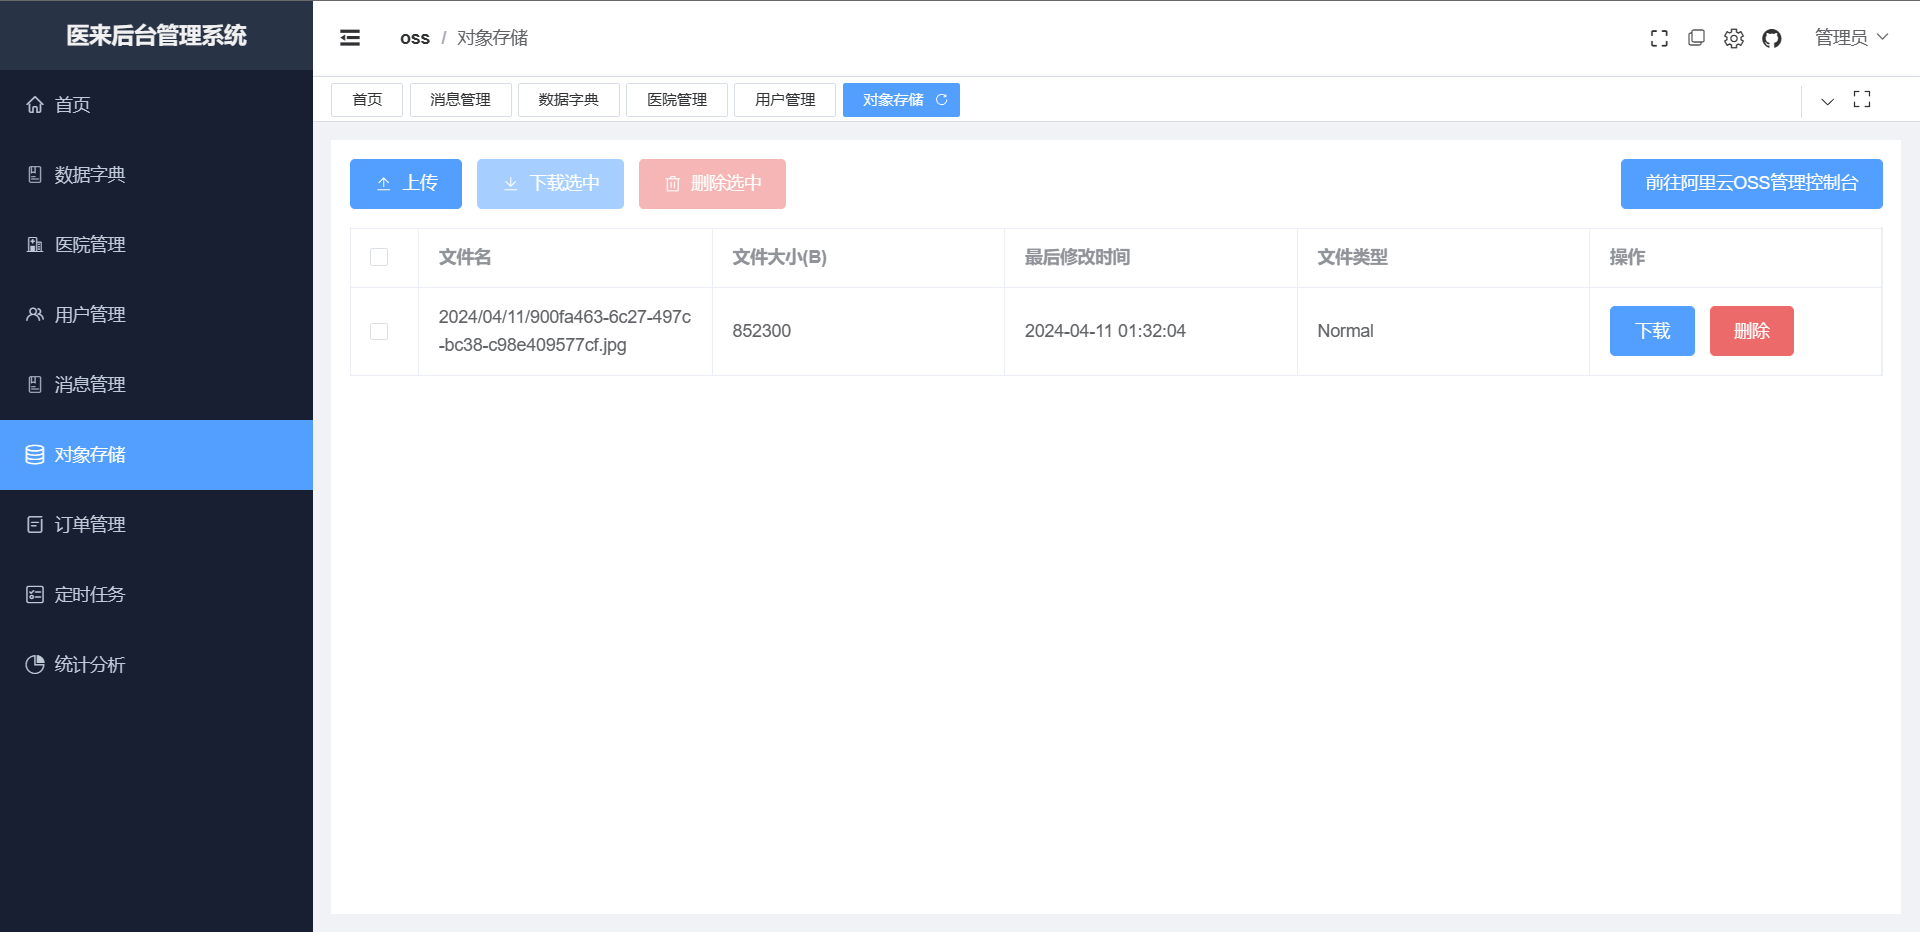 医来后台管理系统
首页
数据字典
医院管理
用户管理
消息管理
对象存储
订单管理
定时任务
统计分析
oss / 对象存储
管理员
首页
消息管理
数据字典
医院管理
用户管理
对象存储
上传
下载选中
删除选中
前往阿里云OSS管理控制台
文件名
文件大小(B)
最后修改时间
文件类型
操作
2024/04/11/900fa463-6c27-497c
-bc38-c98e409577cf.jpg
852300
2024-04-11 01:32:04
Normal
下载
删除